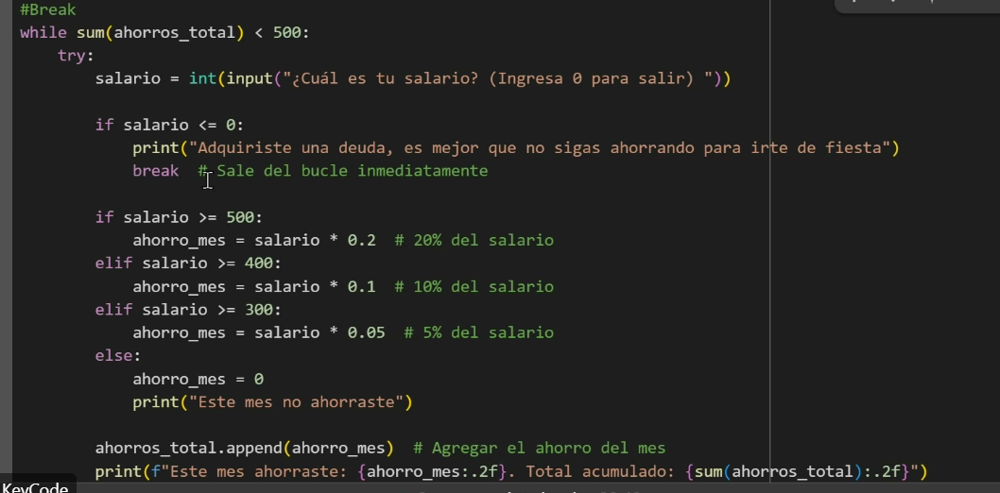 #Break
while sum(ahorros_total) < 500:
    try:
        salario = int(input("¿Cuál es tu salario? (Ingresa 0 para salir) "))

        if salario <= 0:
            print("Adquiriste una deuda, es mejor que no sigas ahorrando para irte de fiesta")
            break  # Sale del bucle inmediatamente

        if salario >= 500:
            ahorro_mes = salario * 0.2  # 20% del salario
        elif salario >= 400:
            ahorro_mes = salario * 0.1  # 10% del salario
        elif salario >= 300:
            ahorro_mes = salario * 0.05  # 5% del salario
        else:
            ahorro_mes = 0
            print("Este mes no ahorraste")

        ahorros_total.append(ahorro_mes)  # Agregar el ahorro del mes
        print(f"Este mes ahorraste: {ahorro_mes:.2f}. Total acumulado: {sum(ahorros_total):.2f}")
KeyCode